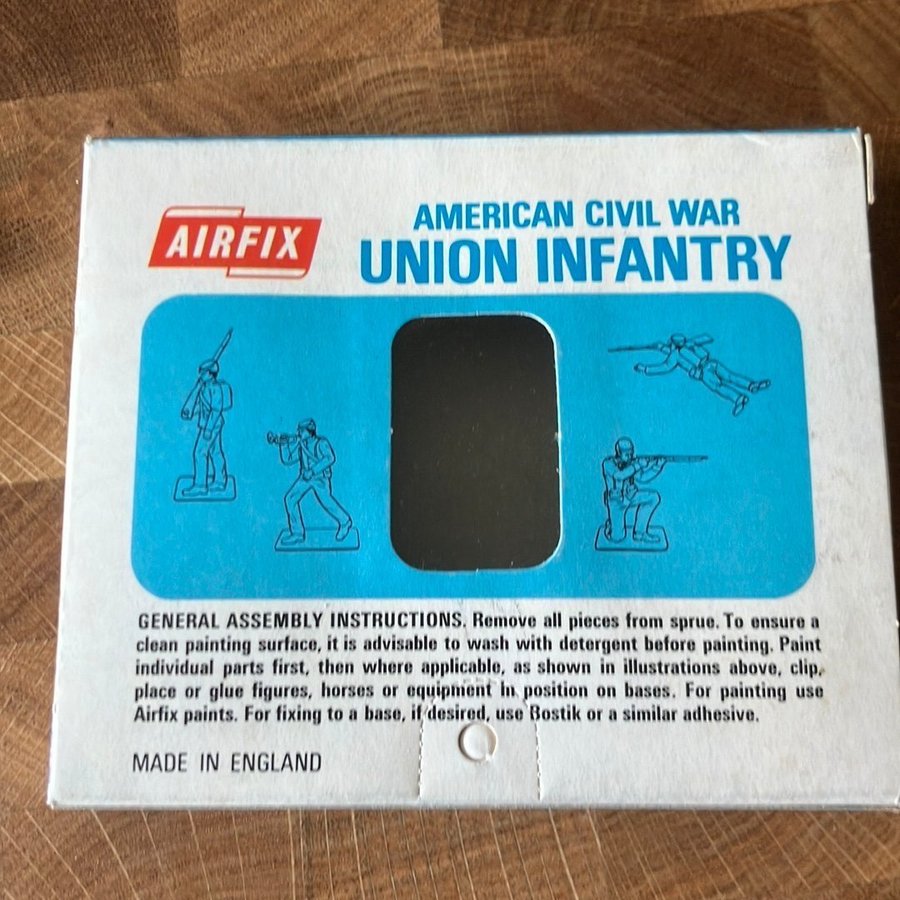 AIRFIX
AMERICAN CIVIL WAR
UNION INFANTRY
GENERAL ASSEMBLY INSTRUCTIONS. Remove all pieces from sprue. To ensure a
clean painting surface, it is advisable to wash with detergent before painting. Paint
individual parts first, then where applicable, as shown in illustrations above, clip,
place or glue figures, horses or equipment in position on bases. For painting use
Airfix paints. For fixing to a base, if desired, use Bostik or a similar adhesive.
MADE IN ENGLAND